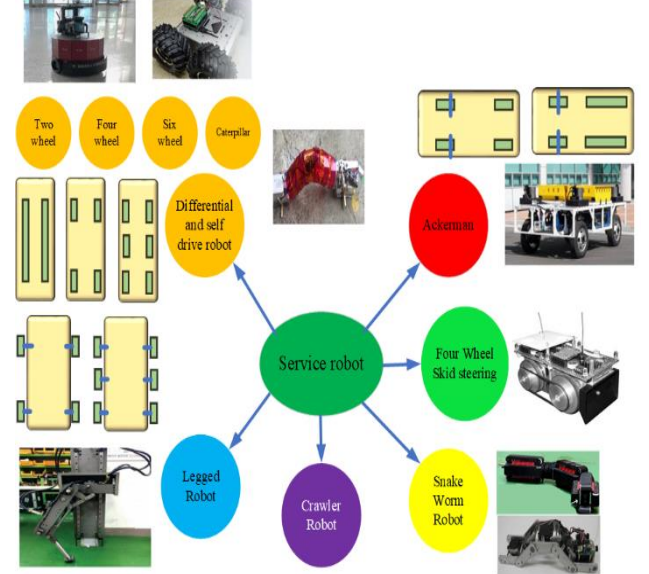 Two
wheel
Four
wheel
Six
wheel
Caterpillar
Differential
and self
drive robot
Ackerman
Service robot
Four Wheel
Skid steering
Legged
Robot
Crawler
Robot
Snake
Worm
Robot